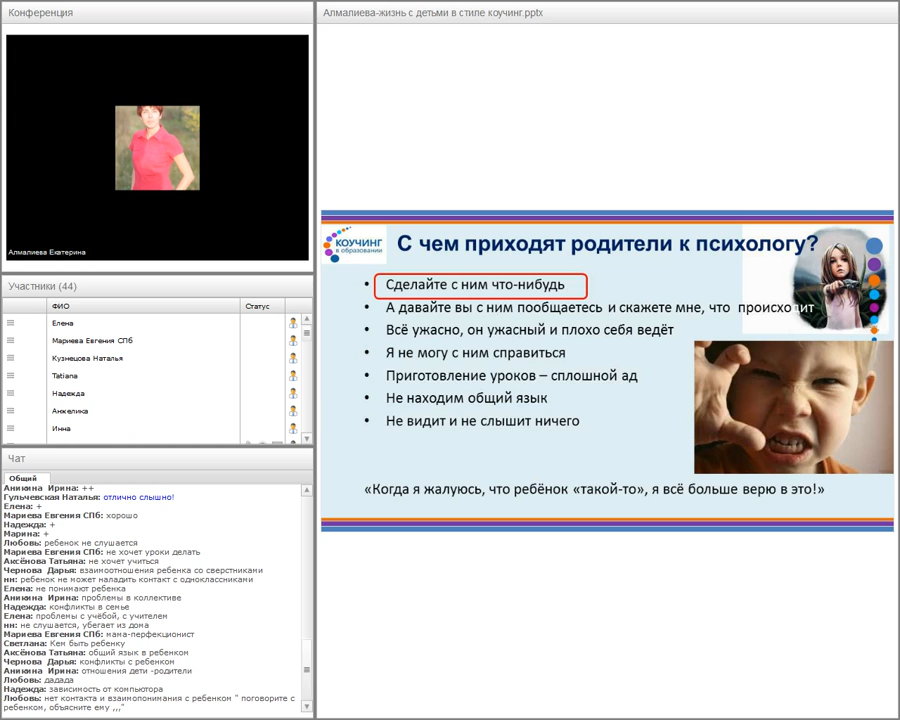 Конференция
Алмалиева Екатерина
Участники (44)
ФИО
Статус
Елена
Мариева Евгения СПб
Кузнецова Наталья
Tatiana
Надежда
Анжелика
Инна
Чат
Общий
Аникина Ирина: ++
Гульчевская Наталья: отлично слышно!
Елена: +
Мариева Евгения СПб: хорошо
Надежда: +
Марина: +
Любовь: ребенок не слушается
Мариева Евгения СПб: не хочет уроки делать
Аксёнова Татьяна: не хочет учиться
Чернова Дарья: взаимоотношения ребенка со сверстниками
нн: ребенок не может наладить контакт с одноклассниками
Елена: не понимают ребенка
Аникина Ирина: проблемы в коллективе
Надежда: конфликты в семье
Елена: проблемы с учёбой, с учителем
нн: не слушается, убегает из дома
Мариева Евгения СПб: мама-перфекционист
Светлана: Кем быть ребенку
Аксёнова Татьяна: общий язык в ребенком
Чернова Дарья: конфликты с ребенком
Аникина Ирина: отношения дети -родители
Любовь: дадада
Надежда: зависимость от компьютора
Любовь: нет контакта и взаимопонимания с ребенком " поговорите с
ребенком, объясните ему ,,,"
Алмалиева-жизнь с детьми в стиле коучинг.pptx
КОУЧИНГ
в образовании
С чем приходят родители к психологу?
• Сделайте с ним что-нибудь
• А давайте вы с ним пообщаетесь и скажете мне, что происходит
• Всё ужасно, он ужасный и плохо себя ведёт
• Я не могу с ним справиться
• Приготовление уроков – сплошной ад
• Не находим общий язык
• Не видит и не слышит ничего
«Когда я жалуюсь, что ребёнок «такой-то», я всё больше верю в это!»